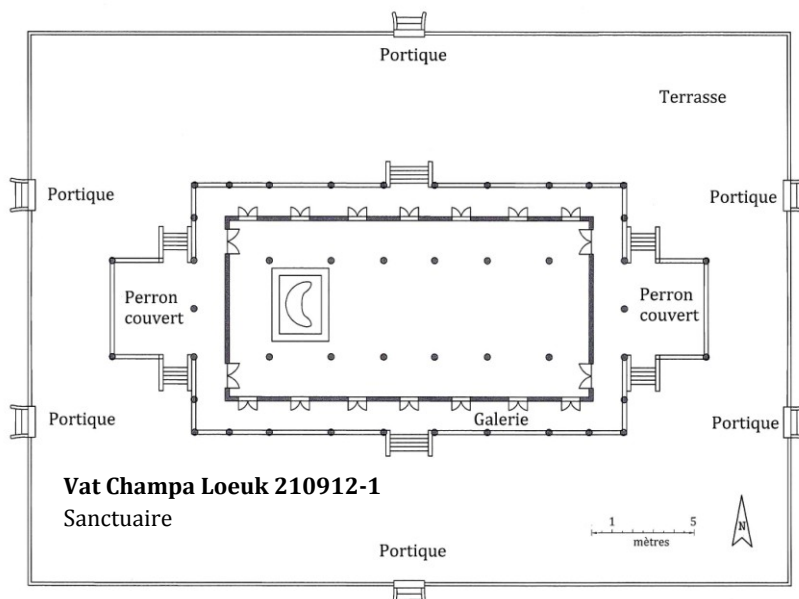 Portique
Terrasse
Portique
Portique
Perron
couvert
Perron
couvert
Portique
Galerie
Portique
Vat Champa Loeuk 210912-1
Sanctuaire
Portique
1 5
mètres
N